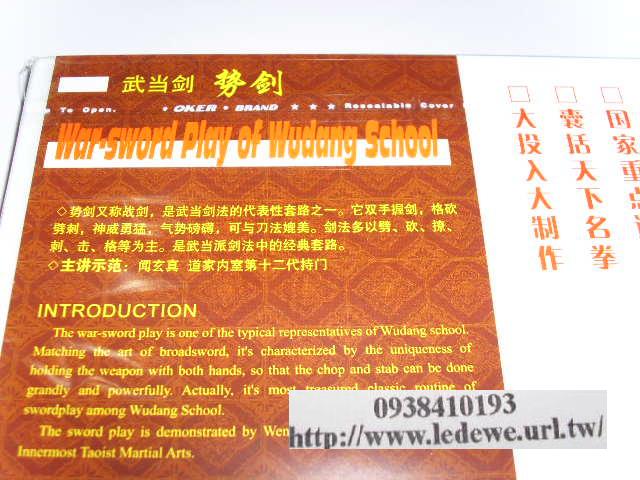 武当剑 势剑
To Open. • OKER • BRAND ★ ★ ★ Resealable Cover
War-sword Play of Wudang School
◇势剑又称战剑，是武当剑法的代表性套路之一。它双手握剑，格砍
劈刺，神威勇猛，气势磅礴，可与刀法媲美。剑法多以劈、砍、撩、
刺、击、格等为主。是武当派剑法中的经典套路。
◇主讲示范：闻玄真 道家内室第十二代持门
INTRODUCTION
The war-sword play is one of the typical representatives of Wudang school.
Matching the art of broadsword, it's characterized by the uniqueness of
holding the weapon with both hands, so that the chop and stab can be done
grandly and powerfully. Actually, it's most treasured classic routine of
swordplay among Wudang School.
The sword play is demonstrated by Wen
Innermost Taoist Martial Arts.
□国家重点
□囊括天下名拳
□大投入大制作
0938410193
http://www.ledewe.url.tw/